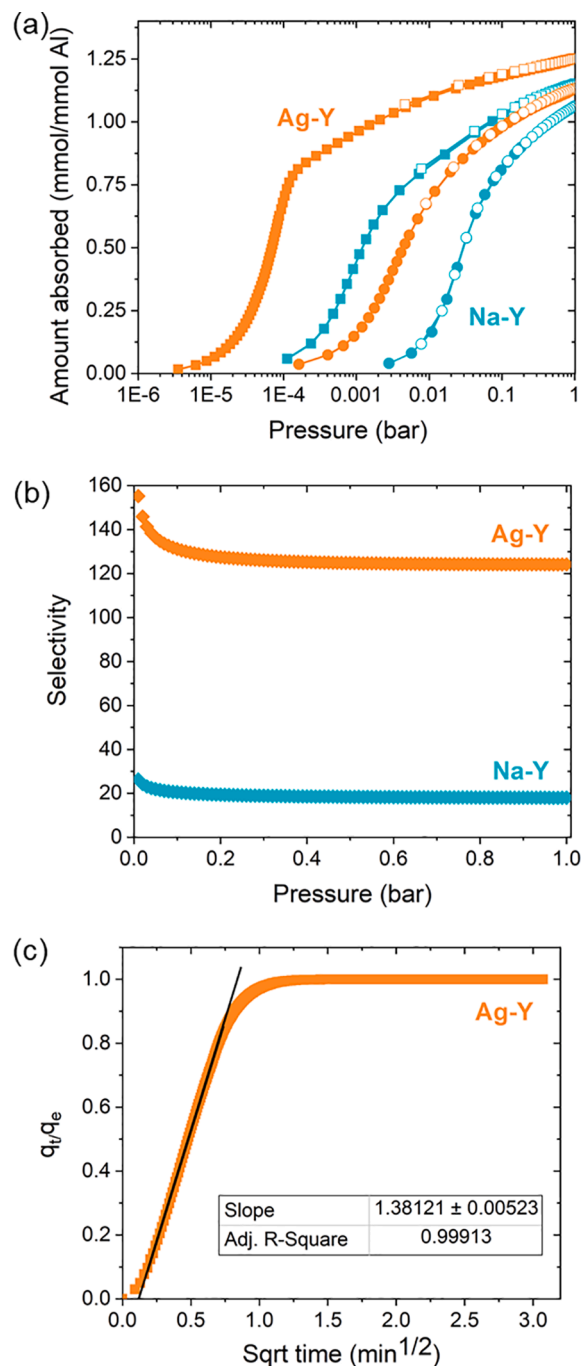 (a)
Amount absorbed (mmol/mmol Al)
1.25
1.00
0.75
0.50
0.25
0.00
Ag-Y
Na-Y
1E-6 1E-5 1E-4 0.001 0.01 0.1 1
Pressure (bar)
(b)
Selectivity
160
140
120
100
80
60
40
20
0
Ag-Y
Na-Y
0.0 0.2 0.4 0.6 0.8 1.0
Pressure (bar)
(c)
qt/qe
1.0
0.8
0.6
0.4
0.2
0.0
Ag-Y
Slope 1.38121 ± 0.00523
Adj. R-Square 0.99913
0.0 0.5 1.0 1.5 2.0 2.5 3.0
Sqrt time (min1/2)